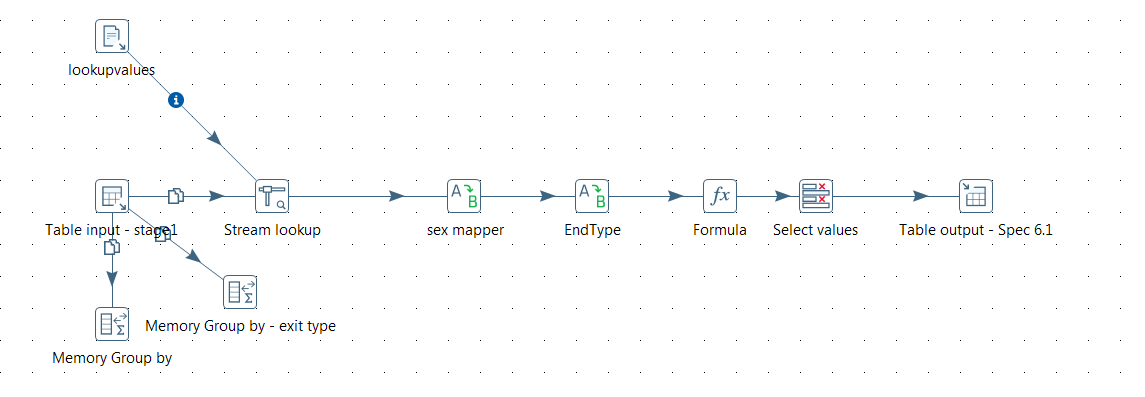 lookupvalues
i
Table input - stage1
Stream lookup
A
B
sex mapper
A
B
EndType
fx
Formula
Select values
Table output - Spec 6.1
Σ
Memory Group by - exit type
Σ
Memory Group by